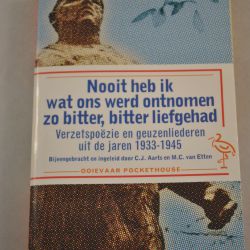 Nooit heb ik
wat ons werd ontnomen
zo bitter, bitter liefgehad
Verzetspoëzie en geuzenliederen
uit de jaren 1933-1945
Bijeengebracht en ingeleid door C.J. Aarts en M.C. van Etten
OOIEVAAR POCKETHOUSE